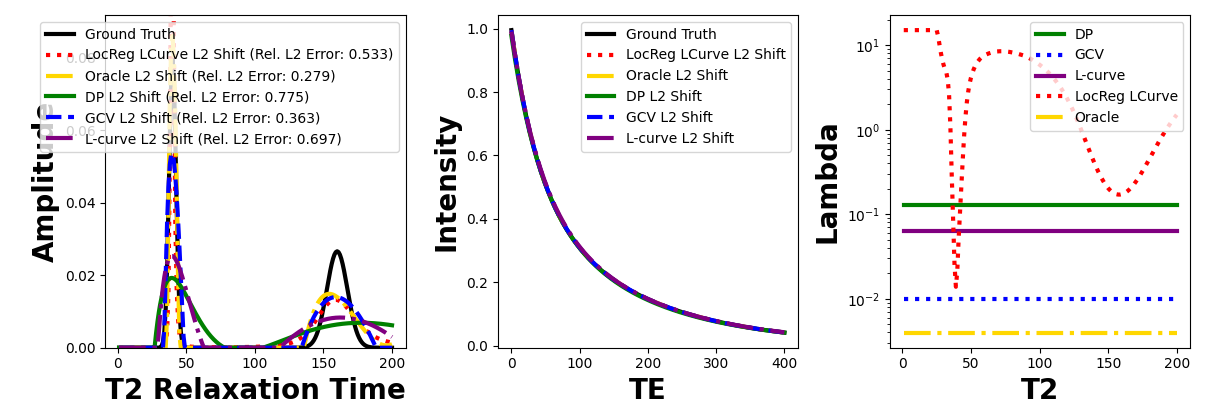 Ground Truth
LocReg LCurve L2 Shift (Rel. L2 Error: 0.533)
Oracle L2 Shift (Rel. L2 Error: 0.279)
DP L2 Shift (Rel. L2 Error: 0.775)
GCV L2 Shift (Rel. L2 Error: 0.363)
L-curve L2 Shift (Rel. L2 Error: 0.697)
Amplitude
0.08
0.06
0.04
0.02
0.00
0
50
100
150
200
T2 Relaxation Time
Ground Truth
LocReg LCurve L2 Shift
Oracle L2 Shift
DP L2 Shift
GCV L2 Shift
L-curve L2 Shift
Intensity
1.0
0.8
0.6
0.4
0.2
0.0
0
100
200
300
400
TE
DP
GCV
L-curve
LocReg LCurve
Oracle
Lambda
10¹
10⁰
10⁻¹
10⁻²
0
50
100
150
200
T2